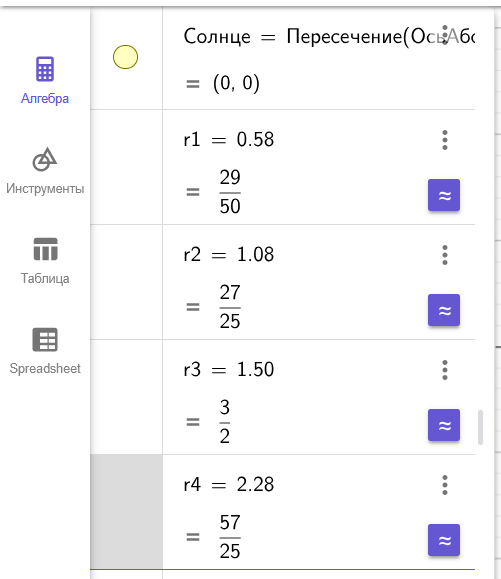 Солнце = Пересечение(ОсьАбс
= (0, 0)
Алгебра
r1 = 0.58
= 29/50
≈
Инструменты
r2 = 1.08
= 27/25
≈
Таблица
r3 = 1.50
= 3/2
≈
Spreadsheet
r4 = 2.28
= 57/25
≈